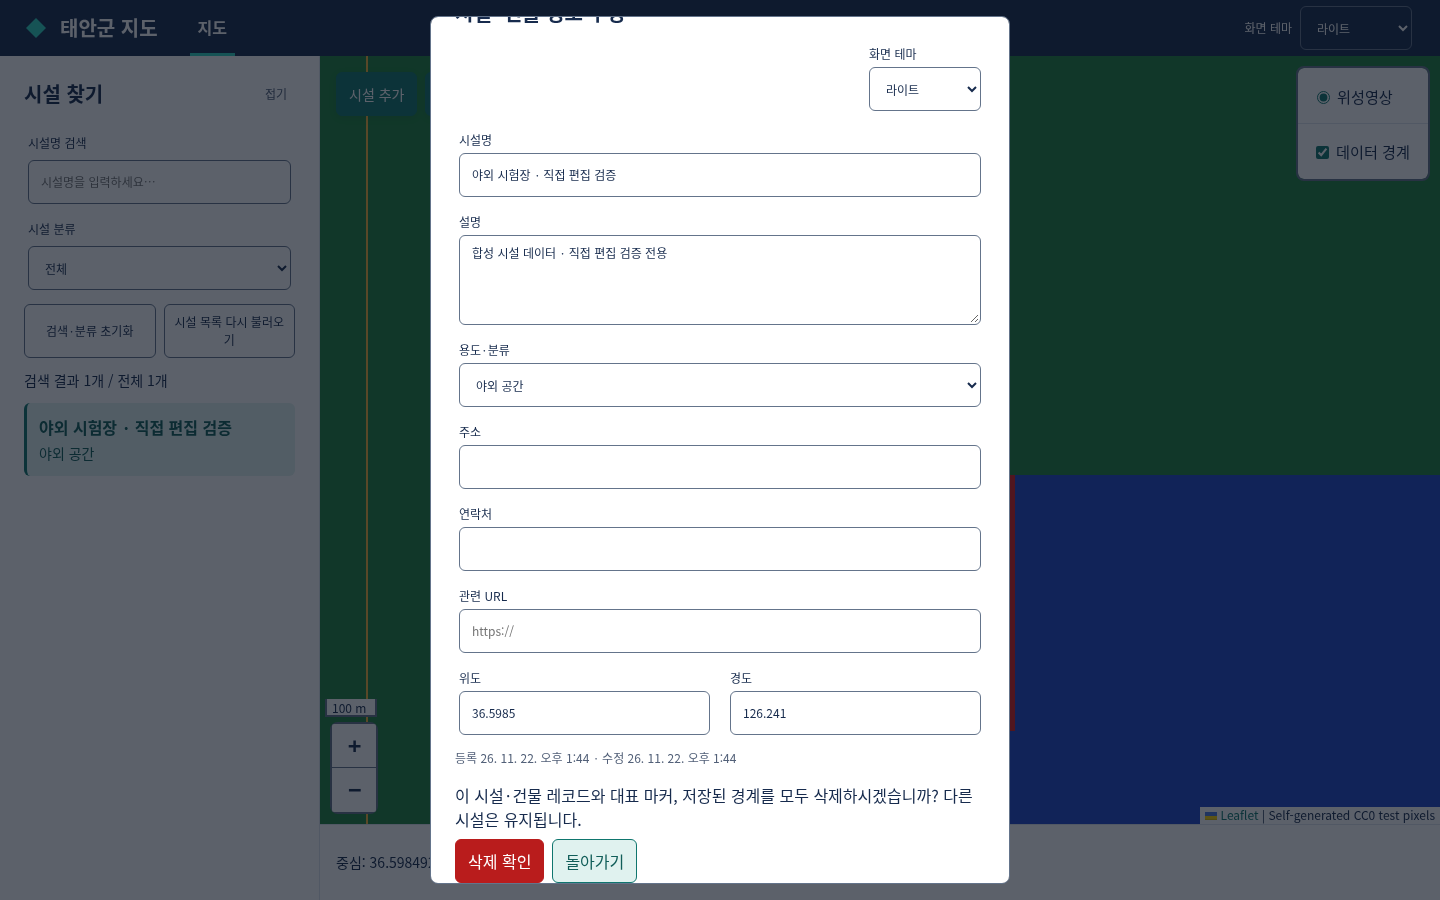 태안군 지도
지도
화면 테마
라이트
시설 찾기
접기
시설명 검색
시설명을 입력하세요…
시설 분류
전체
검색·분류 초기화
시설 목록 다시 불러오
기
검색 결과 1개 / 전체 1개
야외 시험장 · 직접 편집 검증
야외 공간
시설 추가
화면 테마
라이트
시설명
야외 시험장 · 직접 편집 검증
설명
합성 시설 데이터 · 직접 편집 검증 전용
용도·분류
야외 공간
주소
연락처
관련 URL
https://
위도
경도
36.5985
126.241
등록 26. 11. 22. 오후 1:44 · 수정 26. 11. 22. 오후 1:44
이 시설·건물 레코드와 대표 마커, 저장된 경계를 모두 삭제하시겠습니까? 다른
시설은 유지됩니다.
삭제 확인
돌아가기
위성영상
데이터 경계
100 m
+
−
Leaflet | Self-generated CC0 test pixels
중심: